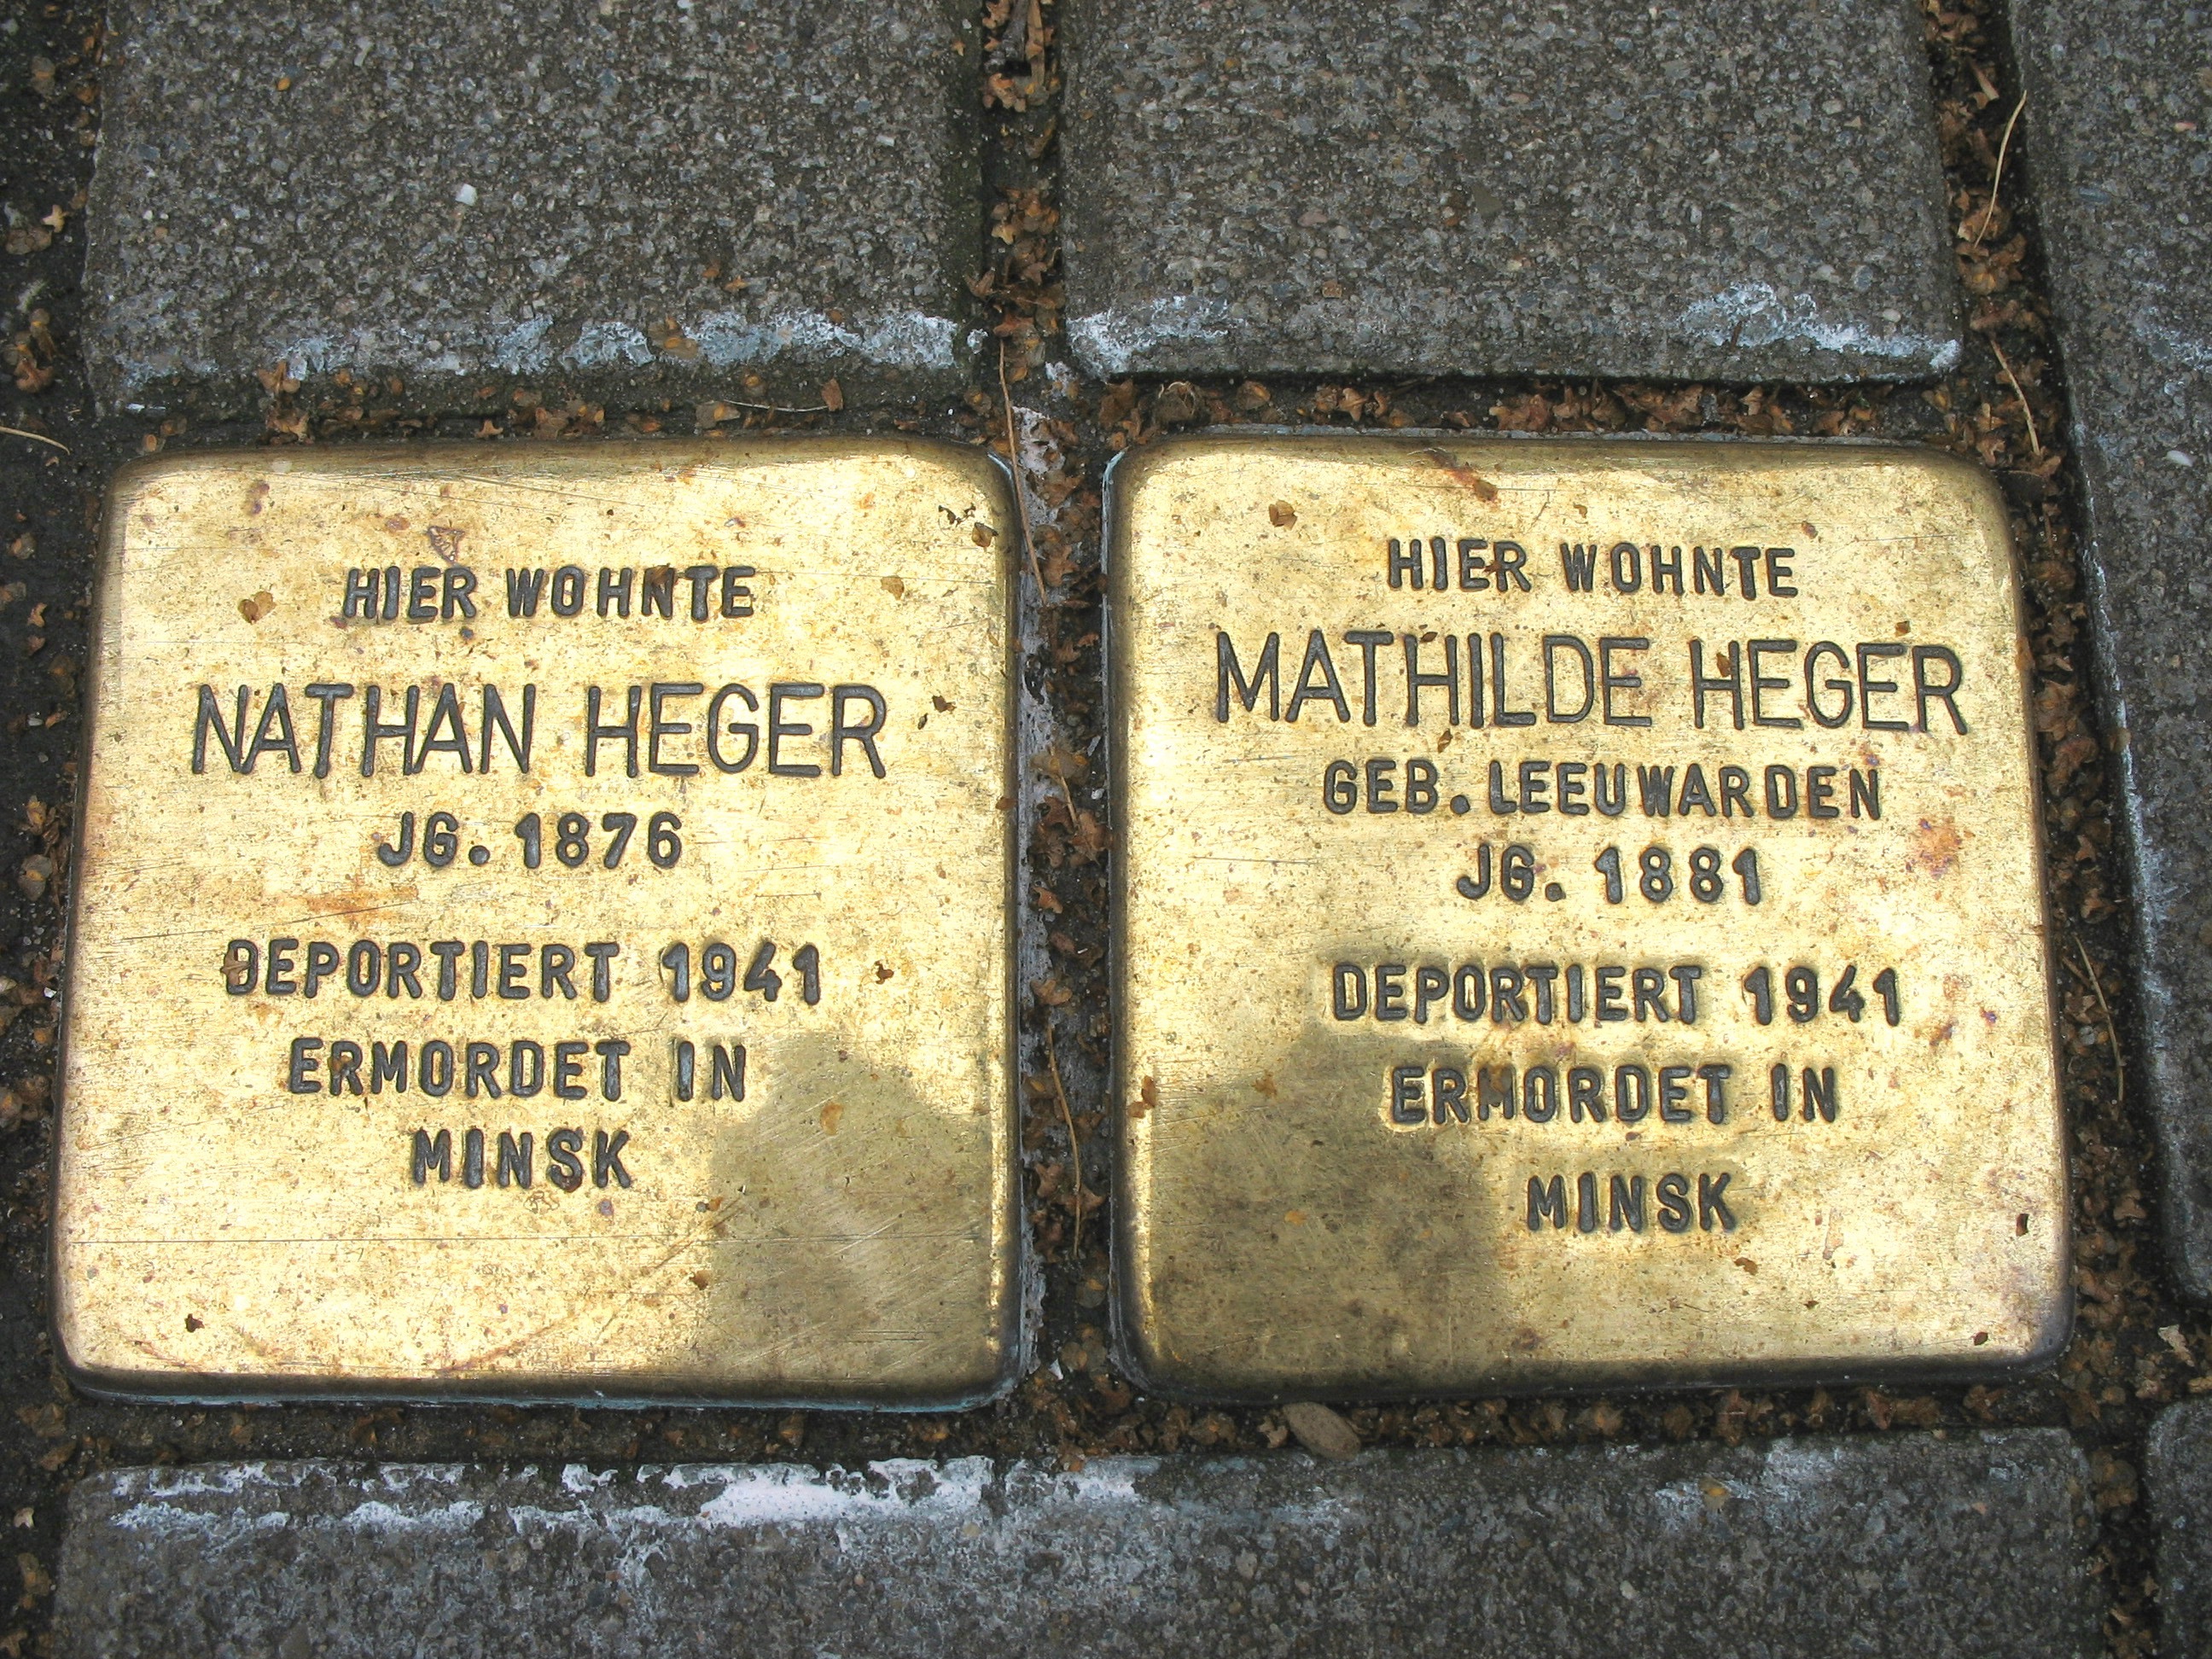 HIER WOHNTE
NATHAN HEGER
JG. 1876
DEPORTIERT 1941
ERMORDET IN
MINSK
HIER WOHNTE
MATHILDE HEGER
GEB. LEEUWARDEN
JG. 1881
DEPORTIERT 1941
ERMORDET IN
MINSK